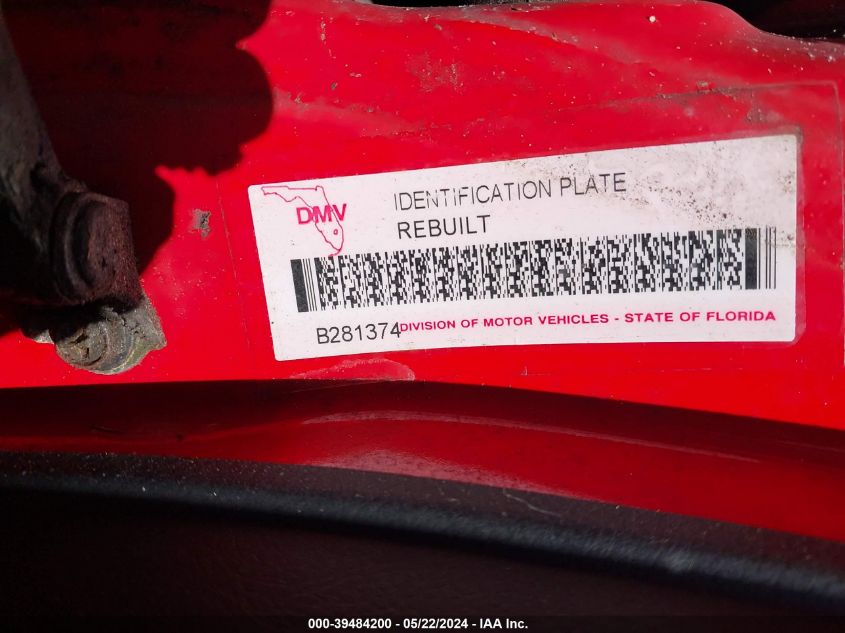 DMV
IDENTIFICATION PLATE
REBUILT
B281374 DIVISION OF MOTOR VEHICLES - STATE OF FLORIDA
000-39484200 - 05/22/2024 - IAA Inc.